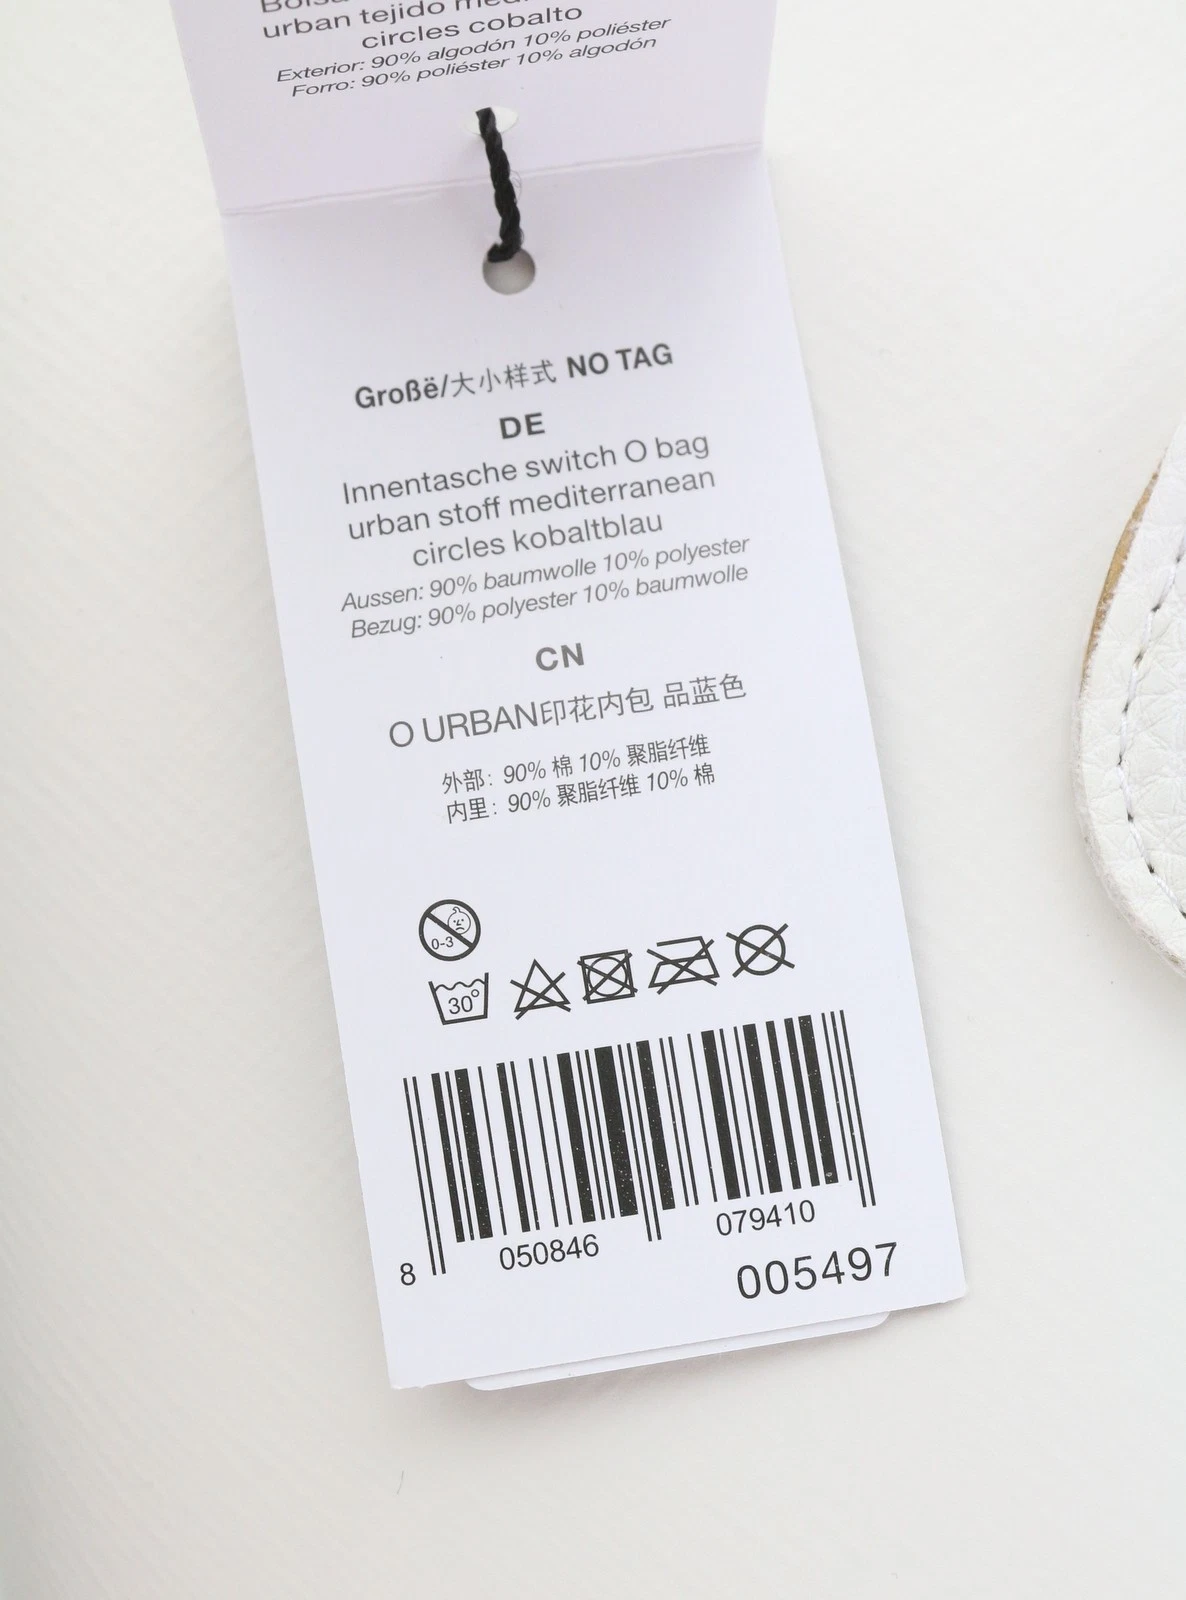 urban tejido
circles cobalto
Exterior: 90% algodón 10% poliéster
Forro: 90% poliéster 10% algodón
Großë/大小样式 NO TAG
DE
Innentasche switch O bag
urban stoff mediterranean
circles kobaltblau
Aussen: 90% baumwolle 10% polyester
Bezug: 90% polyester 10% baumwolle
CN
O URBAN印花内包 品蓝色
外部: 90% 棉 10% 聚脂纤维
内里: 90% 聚脂纤维 10% 棉
0-3
30°
8 050846 079410
005497